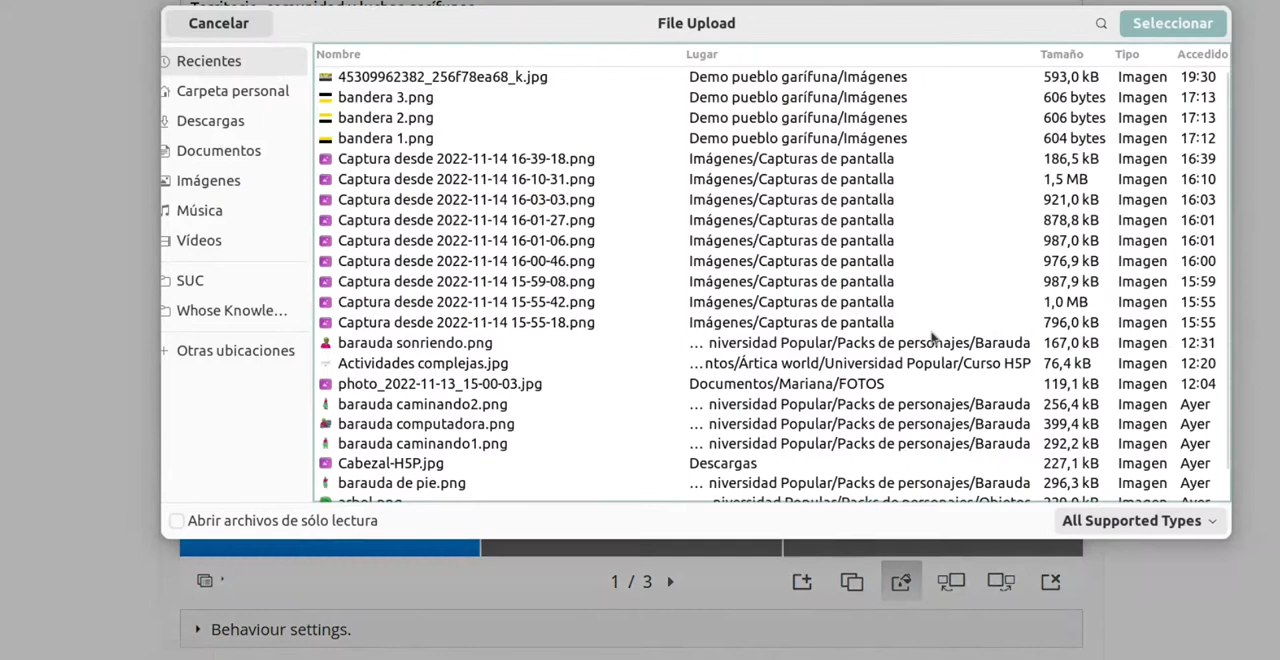 Territorio, comunidad y luchas garífunas
Cancelar File Upload Seleccionar
Recientes
Carpeta personal
Descargas
Documentos
Imágenes
Música
Vídeos
SUC
Whose Knowle...
Otras ubicaciones
Nombre Lugar Tamaño Tipo Accedido
45309962382_256f78ea68_k.jpg Demo pueblo garífuna/Imágenes 593,0 kB Imagen 19:30
bandera 3.png Demo pueblo garífuna/Imágenes 606 bytes Imagen 17:13
bandera 2.png Demo pueblo garífuna/Imágenes 606 bytes Imagen 17:13
bandera 1.png Demo pueblo garífuna/Imágenes 604 bytes Imagen 17:12
Captura desde 2022-11-14 16-39-18.png Imágenes/Capturas de pantalla 186,5 kB Imagen 16:39
Captura desde 2022-11-14 16-10-31.png Imágenes/Capturas de pantalla 1,5 MB Imagen 16:10
Captura desde 2022-11-14 16-03-03.png Imágenes/Capturas de pantalla 921,0 kB Imagen 16:03
Captura desde 2022-11-14 16-01-27.png Imágenes/Capturas de pantalla 878,8 kB Imagen 16:01
Captura desde 2022-11-14 16-01-06.png Imágenes/Capturas de pantalla 987,0 kB Imagen 16:01
Captura desde 2022-11-14 16-00-46.png Imágenes/Capturas de pantalla 976,9 kB Imagen 16:00
Captura desde 2022-11-14 15-59-08.png Imágenes/Capturas de pantalla 987,9 kB Imagen 15:59
Captura desde 2022-11-14 15-55-42.png Imágenes/Capturas de pantalla 1,0 MB Imagen 15:55
Captura desde 2022-11-14 15-55-18.png Imágenes/Capturas de pantalla 796,0 kB Imagen 15:55
barauda sonriendo.png ... niversidad Popular/Packs de personajes/Barauda 167,0 kB Imagen 12:31
Actividades complejas.jpg ...ntos/Ártica world/Universidad Popular/Curso H5P 76,4 kB Imagen 12:20
photo_2022-11-13_15-00-03.jpg Documentos/Mariana/FOTOS 119,1 kB Imagen 12:04
barauda caminando2.png ... niversidad Popular/Packs de personajes/Barauda 256,4 kB Imagen Ayer
barauda computadora.png ... niversidad Popular/Packs de personajes/Barauda 399,4 kB Imagen Ayer
barauda caminando1.png ... niversidad Popular/Packs de personajes/Barauda 292,2 kB Imagen Ayer
Cabezal-H5P.jpg Descargas 227,1 kB Imagen Ayer
barauda de pie.png ... niversidad Popular/Packs de personajes/Barauda 296,3 kB Imagen Ayer
arbol.png ... niversidad Popular/Packs de personajes/Objetos Imagen Ayer
Abrir archivos de sólo lectura All Supported Types
1 / 3
Behaviour settings.